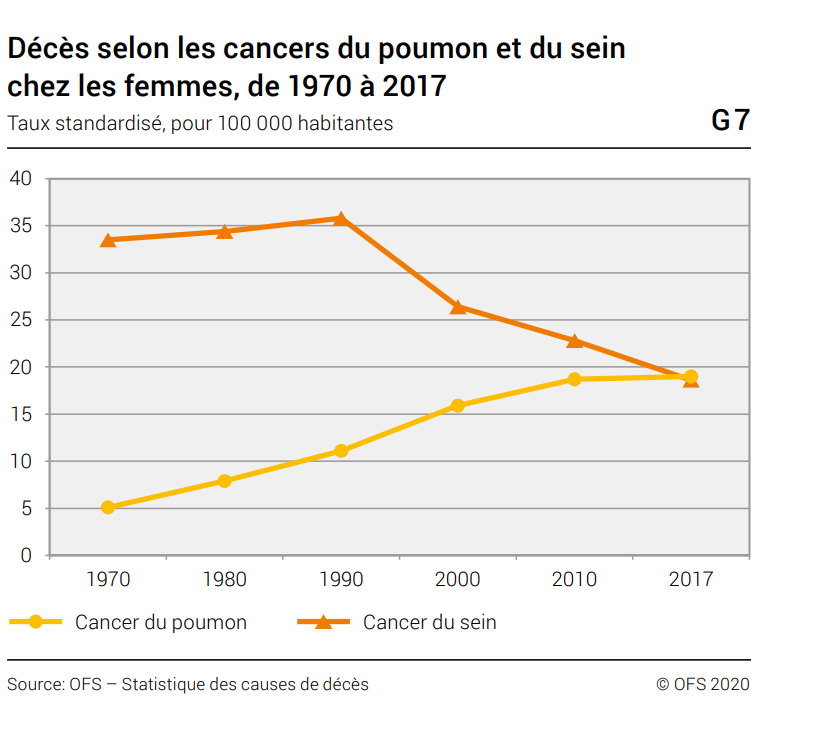 Décès selon les cancers du poumon et du sein
chez les femmes, de 1970 à 2017
Taux standardisé, pour 100 000 habitantes
G 7
40
35
30
25
20
15
10
5
0
1970 1980 1990 2000 2010 2017
Cancer du poumon Cancer du sein
Source: OFS – Statistique des causes de décès © OFS 2020